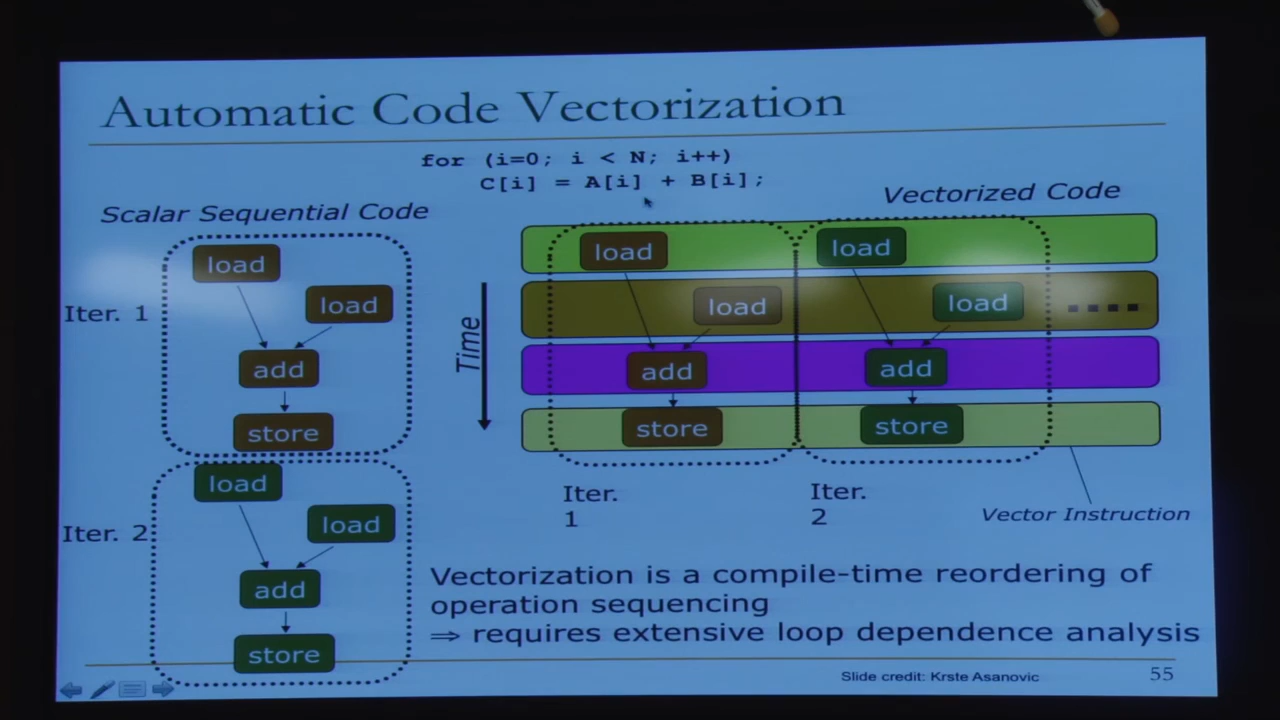 Automatic Code Vectorization
for (i=0; i < N; i++)
C[i] = A[i] + B[i];
Scalar Sequential Code
Vectorized Code
Iter. 1
load
load
add
store
Iter. 2
load
load
add
store
Time
load
load
load
load
add
add
store
store
Iter.
1
Iter.
2
Vector Instruction
Vectorization is a compile-time reordering of
operation sequencing
⇒ requires extensive loop dependence analysis
Slide credit: Krste Asanovic
55